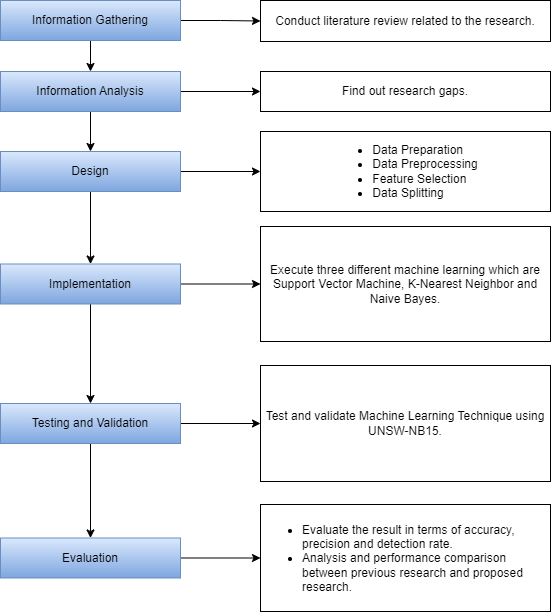 Information Gathering
Conduct literature review related to the research.
Information Analysis
Find out research gaps.
Design
• Data Preparation
• Data Preprocessing
• Feature Selection
• Data Splitting
Implementation
Execute three different machine learning which are
Support Vector Machine, K-Nearest Neighbor and
Naive Bayes.
Testing and Validation
Test and validate Machine Learning Technique using
UNSW-NB15.
Evaluation
• Evaluate the result in terms of accuracy,
precision and detection rate.
• Analysis and performance comparison
between previous research and proposed
research.